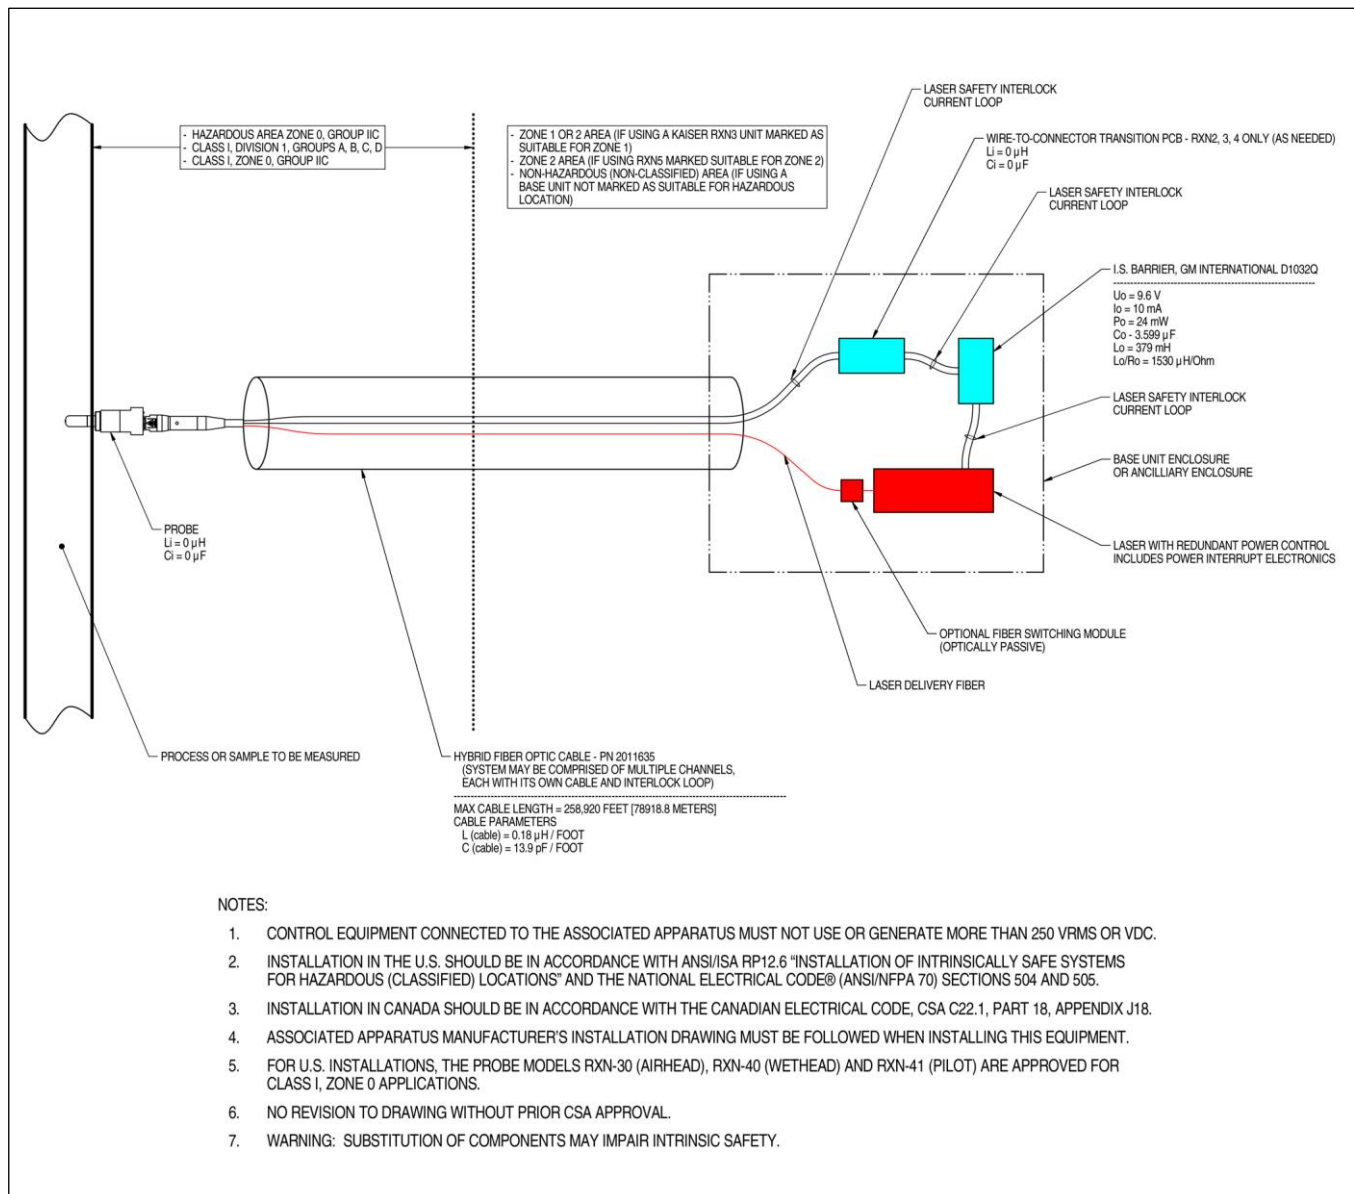 - HAZARDOUS AREA ZONE 0, GROUP IIC
- CLASS I, DIVISION 1, GROUPS A, B, C, D
- CLASS I, ZONE 0, GROUP IIC
- ZONE 1 OR 2 AREA (IF USING A KAISER RXN3 UNIT MARKED AS
SUITABLE FOR ZONE 1)
- ZONE 2 AREA (IF USING RXN5 MARKED SUITABLE FOR ZONE 2)
- NON-HAZARDOUS (NON-CLASSIFIED) AREA (IF USING A
BASE UNIT NOT MARKED AS SUITABLE FOR HAZARDOUS
LOCATION)
LASER SAFETY INTERLOCK
CURRENT LOOP
WIRE-TO-CONNECTOR TRANSITION PCB - RXN2, 3, 4 ONLY (AS NEEDED)
Li = 0 µH
Ci = 0 µF
LASER SAFETY INTERLOCK
CURRENT LOOP
I.S. BARRIER, GM INTERNATIONAL D1032Q
Uo = 9.6 V
Io = 10 mA
Po = 24 mW
Co - 3.599 µF
Lo = 379 mH
Lo/Ro = 1530 µH/Ohm
LASER SAFETY INTERLOCK
CURRENT LOOP
BASE UNIT ENCLOSURE
OR ANCILLIARY ENCLOSURE
LASER WITH REDUNDANT POWER CONTROL
INCLUDES POWER INTERRUPT ELECTRONICS
OPTIONAL FIBER SWITCHING MODULE
(OPTICALLY PASSIVE)
LASER DELIVERY FIBER
PROBE
Li = 0 µH
Ci = 0 µF
PROCESS OR SAMPLE TO BE MEASURED
HYBRID FIBER OPTIC CABLE - PN 2011635
(SYSTEM MAY BE COMPRISED OF MULTIPLE CHANNELS,
EACH WITH ITS OWN CABLE AND INTERLOCK LOOP)
MAX CABLE LENGTH = 258,920 FEET [78918.8 METERS]
CABLE PARAMETERS
L (cable) = 0.18 µH / FOOT
C (cable) = 13.9 pF / FOOT
NOTES:
1. CONTROL EQUIPMENT CONNECTED TO THE ASSOCIATED APPARATUS MUST NOT USE OR GENERATE MORE THAN 250 VRMS OR VDC.
2. INSTALLATION IN THE U.S. SHOULD BE IN ACCORDANCE WITH ANSI/ISA RP12.6 “INSTALLATION OF INTRINSICALLY SAFE SYSTEMS
FOR HAZARDOUS (CLASSIFIED) LOCATIONS” AND THE NATIONAL ELECTRICAL CODE® (ANSI/NFPA 70) SECTIONS 504 AND 505.
3. INSTALLATION IN CANADA SHOULD BE IN ACCORDANCE WITH THE CANADIAN ELECTRICAL CODE, CSA C22.1, PART 18, APPENDIX J18.
4. ASSOCIATED APPARATUS MANUFACTURER'S INSTALLATION DRAWING MUST BE FOLLOWED WHEN INSTALLING THIS EQUIPMENT.
5. FOR U.S. INSTALLATIONS, THE PROBE MODELS RXN-30 (AIRHEAD), RXN-40 (WETHEAD) AND RXN-41 (PILOT) ARE APPROVED FOR
CLASS I, ZONE 0 APPLICATIONS.
6. NO REVISION TO DRAWING WITHOUT PRIOR CSA APPROVAL.
7. WARNING: SUBSTITUTION OF COMPONENTS MAY IMPAIR INTRINSIC SAFETY.